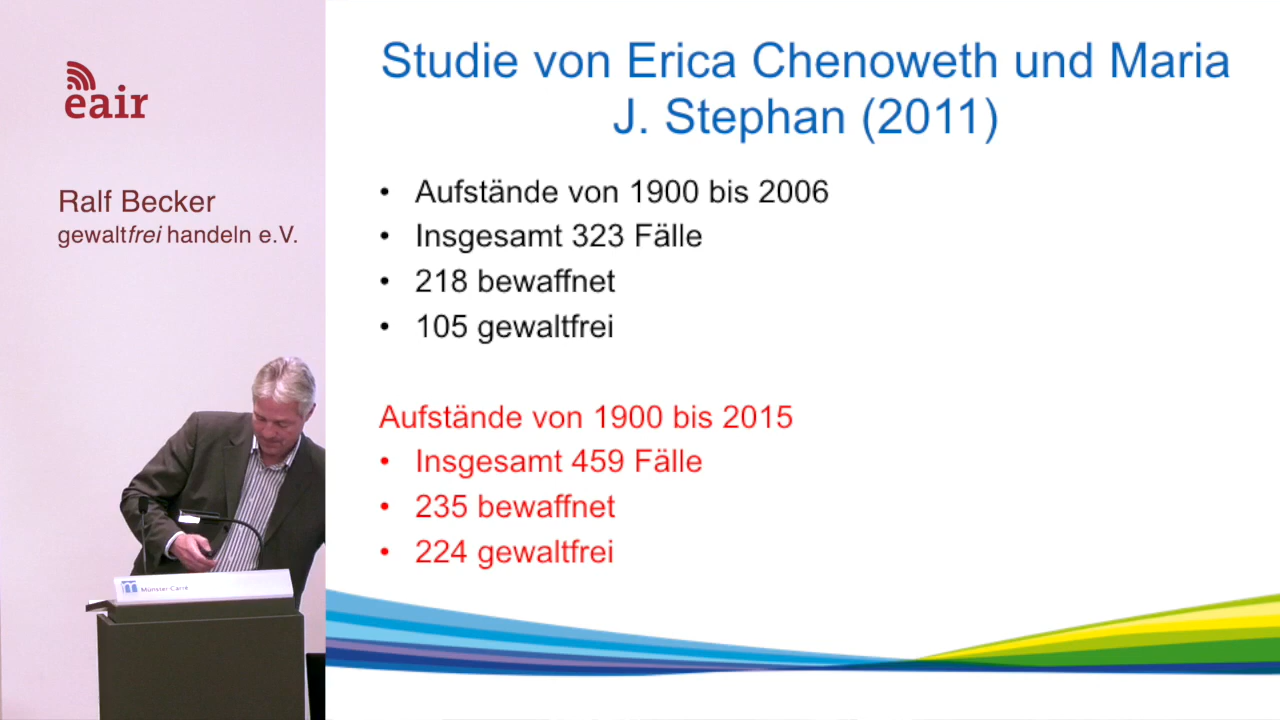 eair
Ralf Becker
gewaltfrei handeln e.V.
Münster Carré
Studie von Erica Chenoweth und Maria
J. Stephan (2011)
• Aufstände von 1900 bis 2006
• Insgesamt 323 Fälle
• 218 bewaffnet
• 105 gewaltfrei
Aufstände von 1900 bis 2015
• Insgesamt 459 Fälle
• 235 bewaffnet
• 224 gewaltfrei